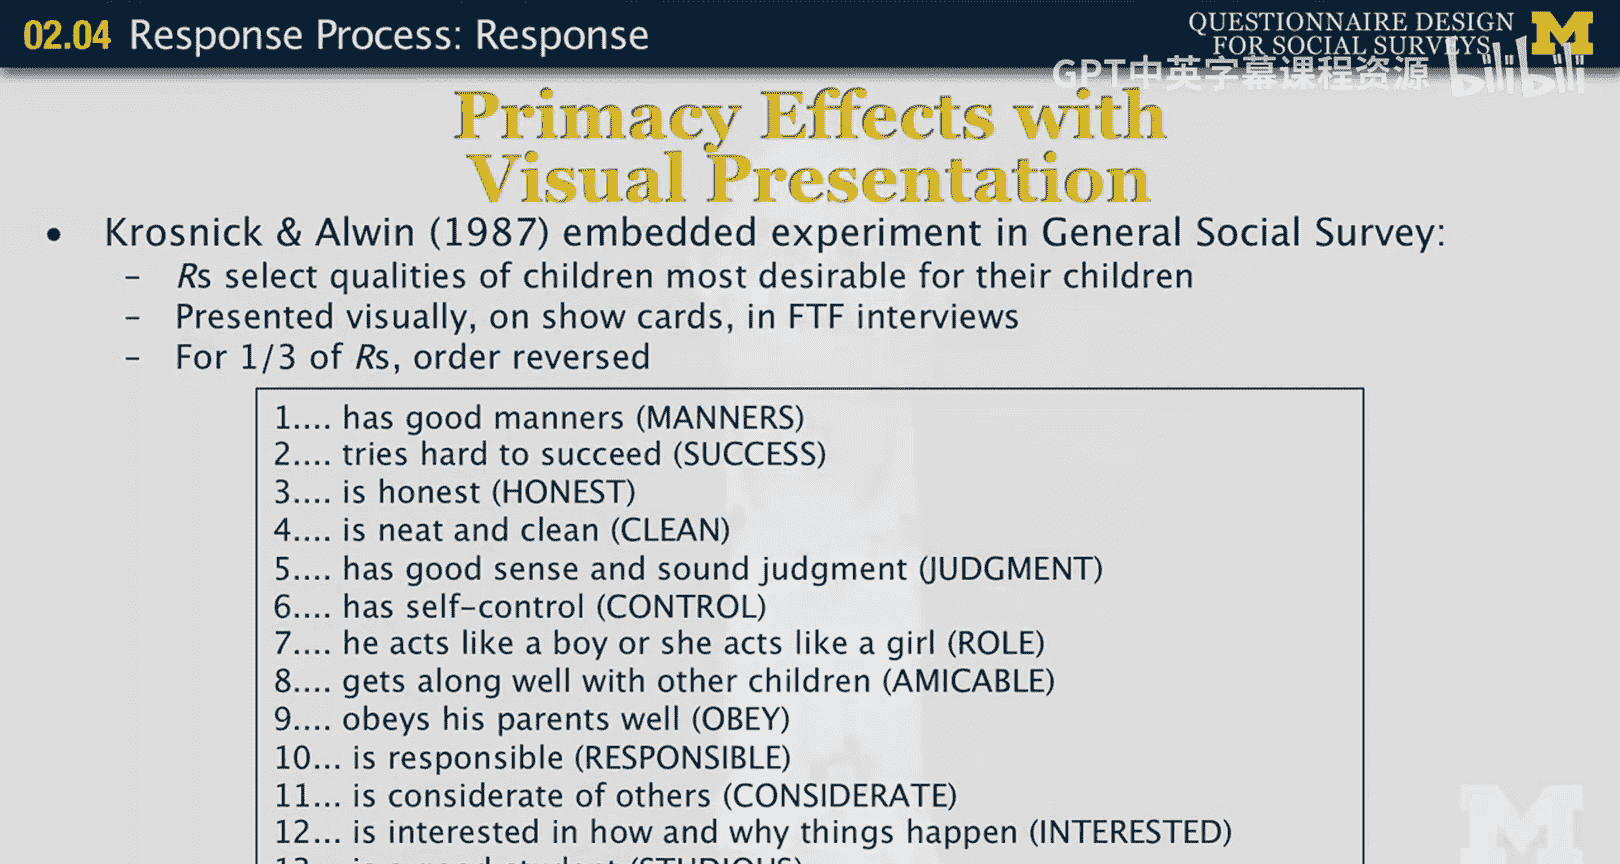 02.04 Response Process: Response
QUESTIONNAIRE DESIGN
FOR SOCIAL SURVEYS
M
GPT中英字幕课程资源 bilibili
Primacy Effects with
Visual Presentation
• Krosnick & Alwin (1987) embedded experiment in General Social Survey:
– Rs select qualities of children most desirable for their children
– Presented visually, on show cards, in FTF interviews
– For 1/3 of Rs, order reversed
1.... has good manners (MANNERS)
2.... tries hard to succeed (SUCCESS)
3.... is honest (HONEST)
4.... is neat and clean (CLEAN)
5.... has good sense and sound judgment (JUDGMENT)
6.... has self-control (CONTROL)
7.... he acts like a boy or she acts like a girl (ROLE)
8.... gets along well with other children (AMICABLE)
9.... obeys his parents well (OBEY)
10... is responsible (RESPONSIBLE)
11... is considerate of others (CONSIDERATE)
12... is interested in how and why things happen (INTERESTED)
13... is a good student (STUDIOUS)
M